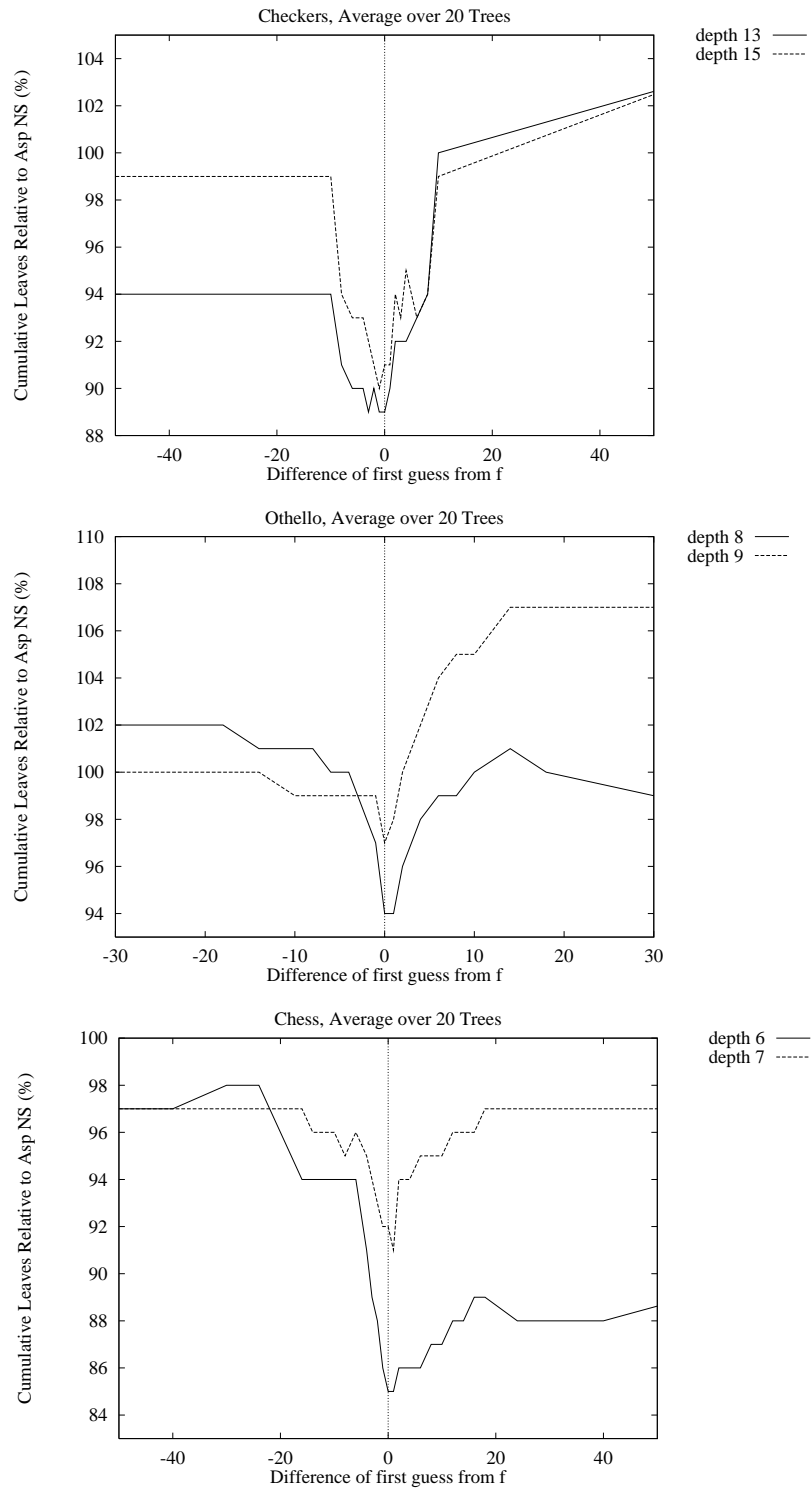 Checkers, Average over 20 Trees
depth 13
depth 15
Cumulative Leaves Relative to Asp NS (%)
104
102
100
98
96
94
92
90
88
-40 -20 0 20 40
Difference of first guess from f
Othello, Average over 20 Trees
depth 8
depth 9
Cumulative Leaves Relative to Asp NS (%)
110
108
106
104
102
100
98
96
94
-30 -20 -10 0 10 20 30
Difference of first guess from f
Chess, Average over 20 Trees
depth 6
depth 7
Cumulative Leaves Relative to Asp NS (%)
100
98
96
94
92
90
88
86
84
-40 -20 0 20 40
Difference of first guess from f